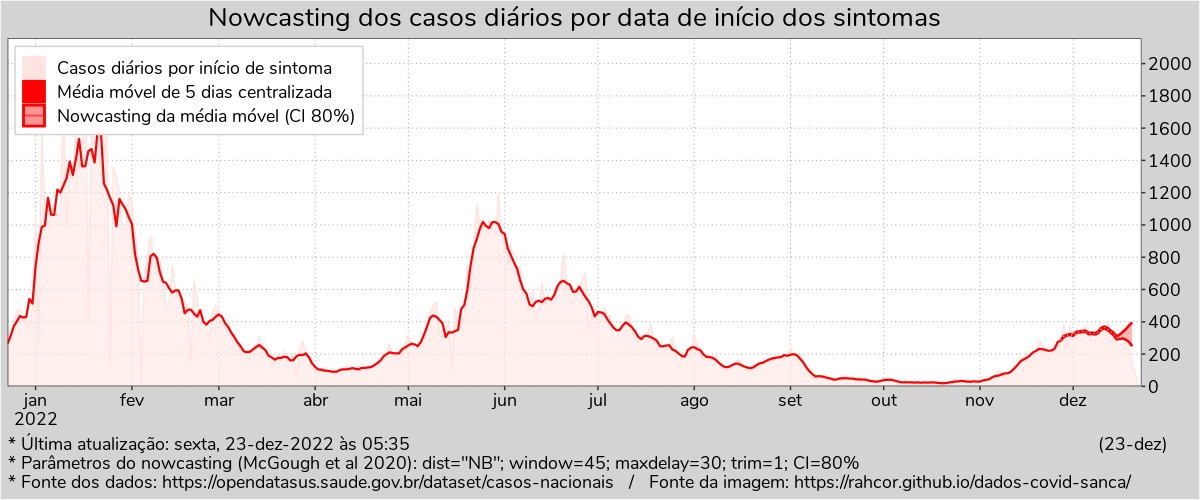 Nowcasting dos casos diários por data de início dos sintomas
Casos diários por início de sintoma
Média móvel de 5 dias centralizada
Nowcasting da média móvel (CI 80%)
2000
1800
1600
1400
1200
1000
800
600
400
200
0
jan fev mar abr mai jun jul ago set out nov dez
2022
* Última atualização: sexta, 23-dez-2022 às 05:35 (23-dez)
* Parâmetros do nowcasting (McGough et al 2020): dist="NB"; window=45; maxdelay=30; trim=1; CI=80%
* Fonte dos dados: https://opendatasus.saude.gov.br/dataset/casos-nacionais / Fonte da imagem: https://rahcor.github.io/dados-covid-sanca/